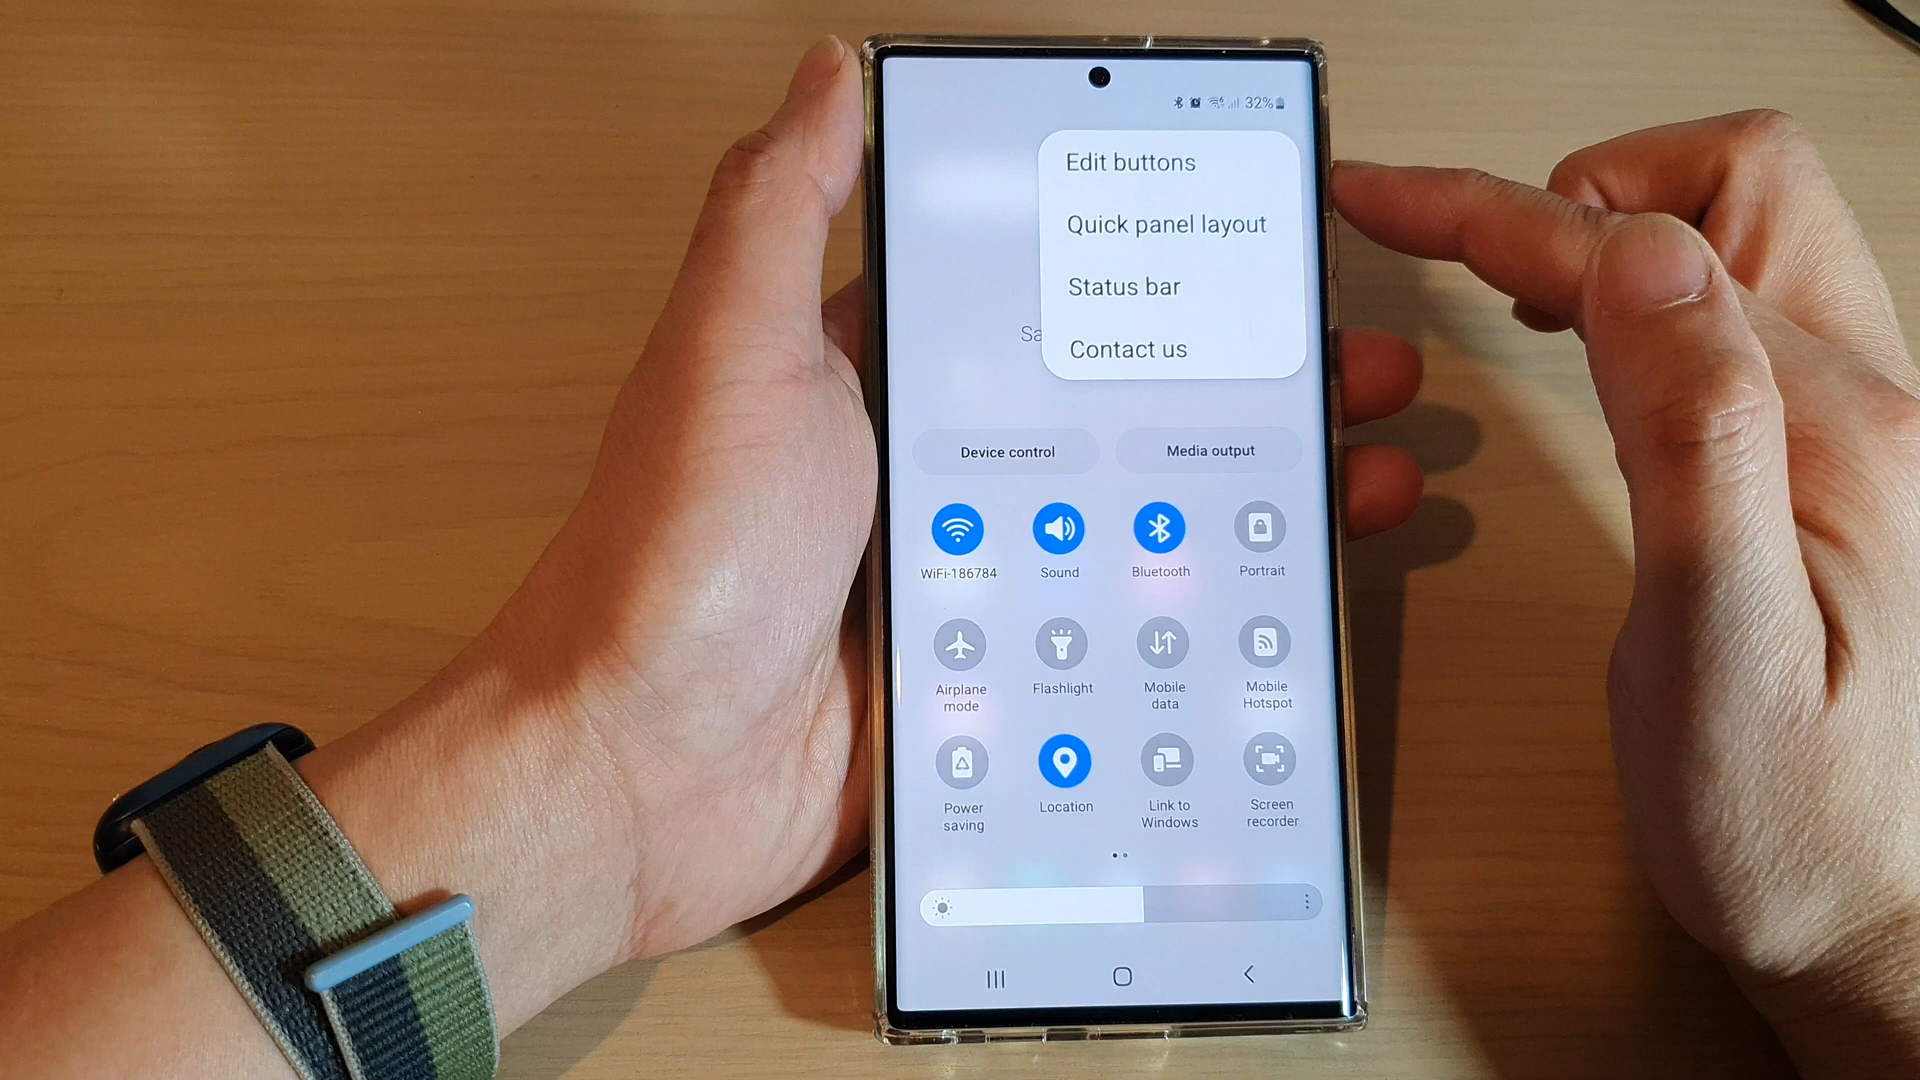 32%
Edit buttons
Quick panel layout
Status bar
Sa
Contact us
Device control
Media output
WiFi-186784
Sound
Bluetooth
Portrait
Airplane
mode
Flashlight
Mobile
data
Mobile
Hotspot
Power
saving
Location
Link to
Windows
Screen
recorder